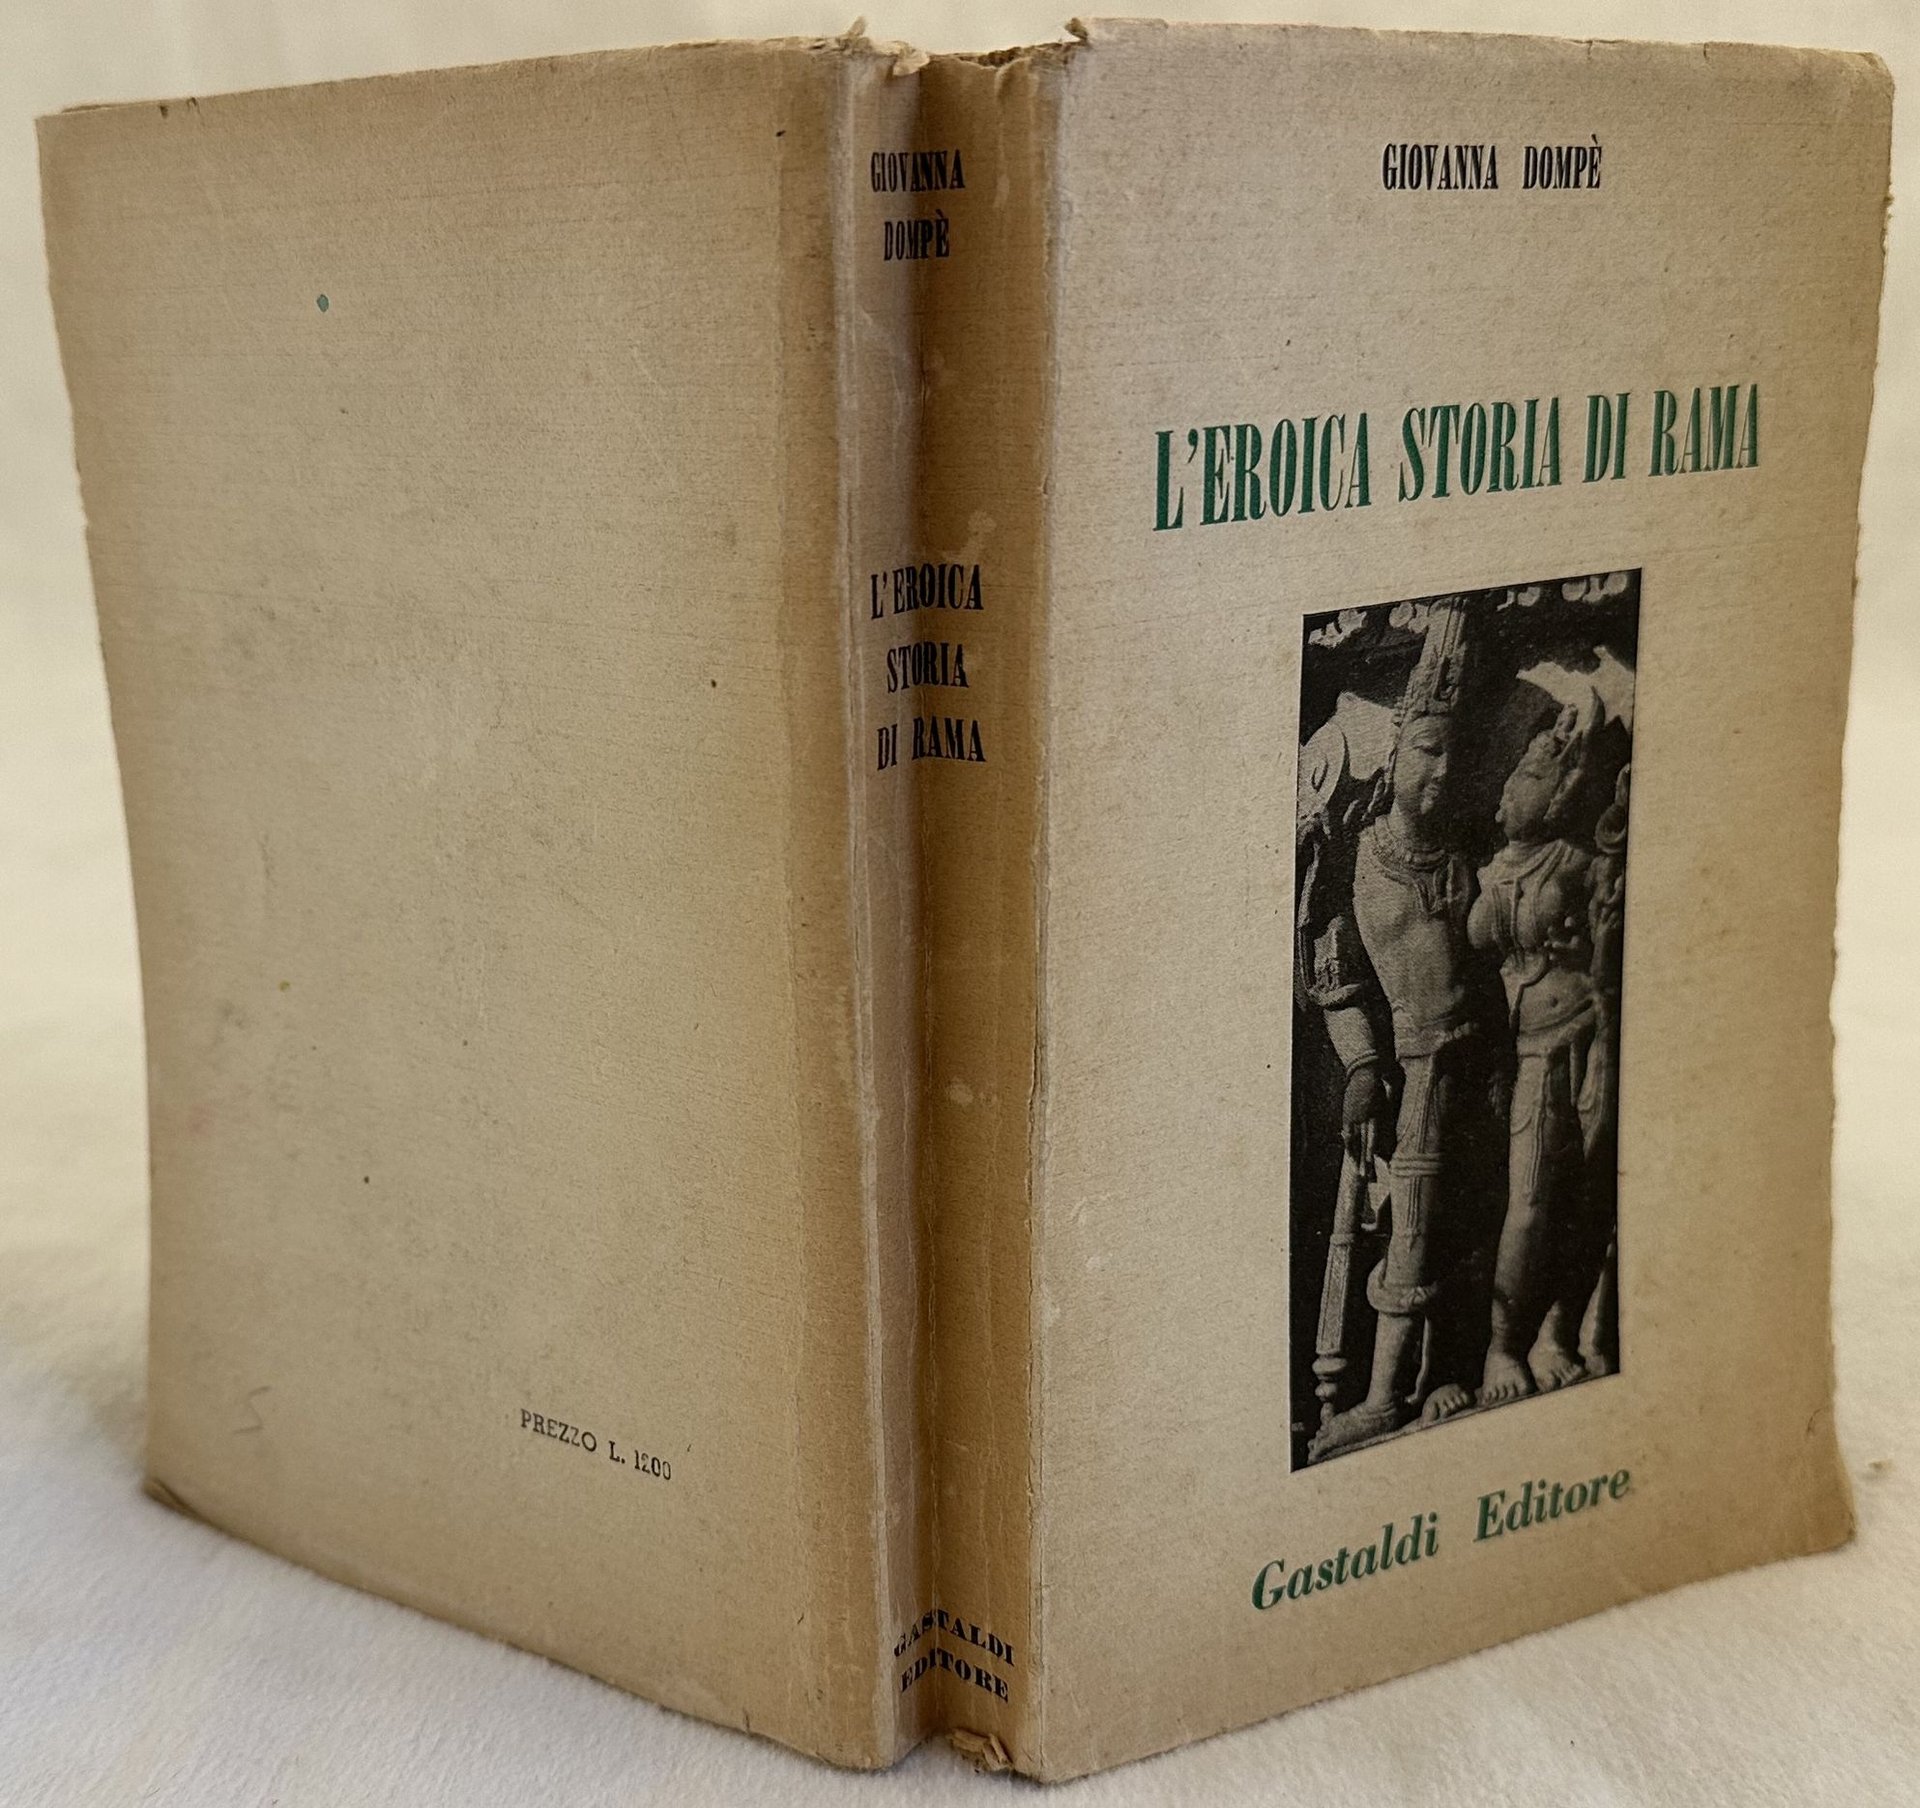 GIOVANNA DOMPÈ
L'EROICA STORIA DI RAMA
Gastaldi Editore
GIOVANNA
DOMPÈ
L'EROICA
STORIA
DI RAMA
GASTALDI
EDITORE
PREZZO L. 1200